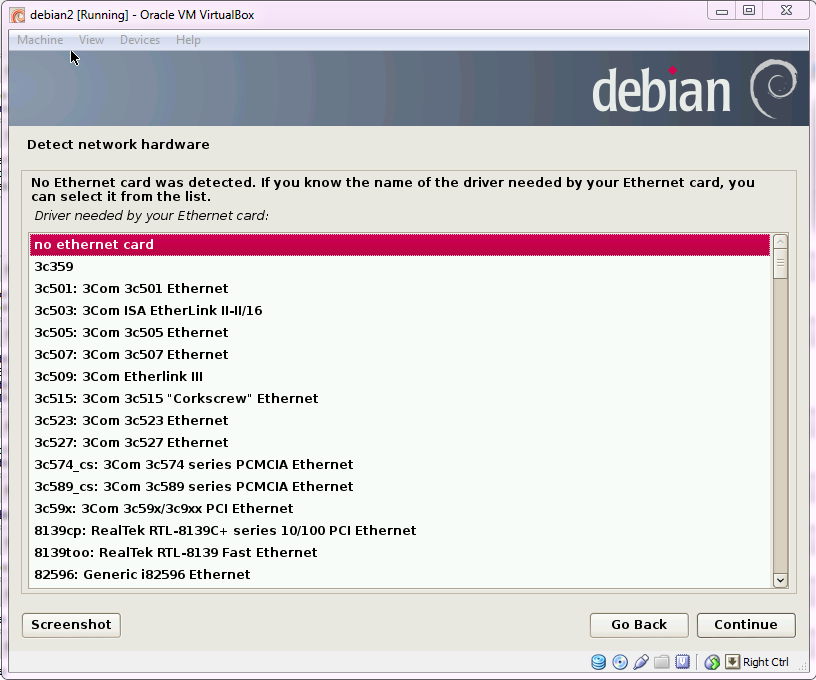 debian2 [Running] - Oracle VM VirtualBox
Machine View Devices Help
debian
Detect network hardware
No Ethernet card was detected. If you know the name of the driver needed by your Ethernet card, you
can select it from the list.
Driver needed by your Ethernet card:
no ethernet card
3c359
3c501: 3Com 3c501 Ethernet
3c503: 3Com ISA EtherLink II-II/16
3c505: 3Com 3c505 Ethernet
3c507: 3Com 3c507 Ethernet
3c509: 3Com Etherlink III
3c515: 3Com 3c515 "Corkscrew" Ethernet
3c523: 3Com 3c523 Ethernet
3c527: 3Com 3c527 Ethernet
3c574_cs: 3Com 3c574 series PCMCIA Ethernet
3c589_cs: 3Com 3c589 series PCMCIA Ethernet
3c59x: 3Com 3c59x/3c9xx PCI Ethernet
8139cp: RealTek RTL-8139C+ series 10/100 PCI Ethernet
8139too: RealTek RTL-8139 Fast Ethernet
82596: Generic i82596 Ethernet
Screenshot Go Back Continue
Right Ctrl